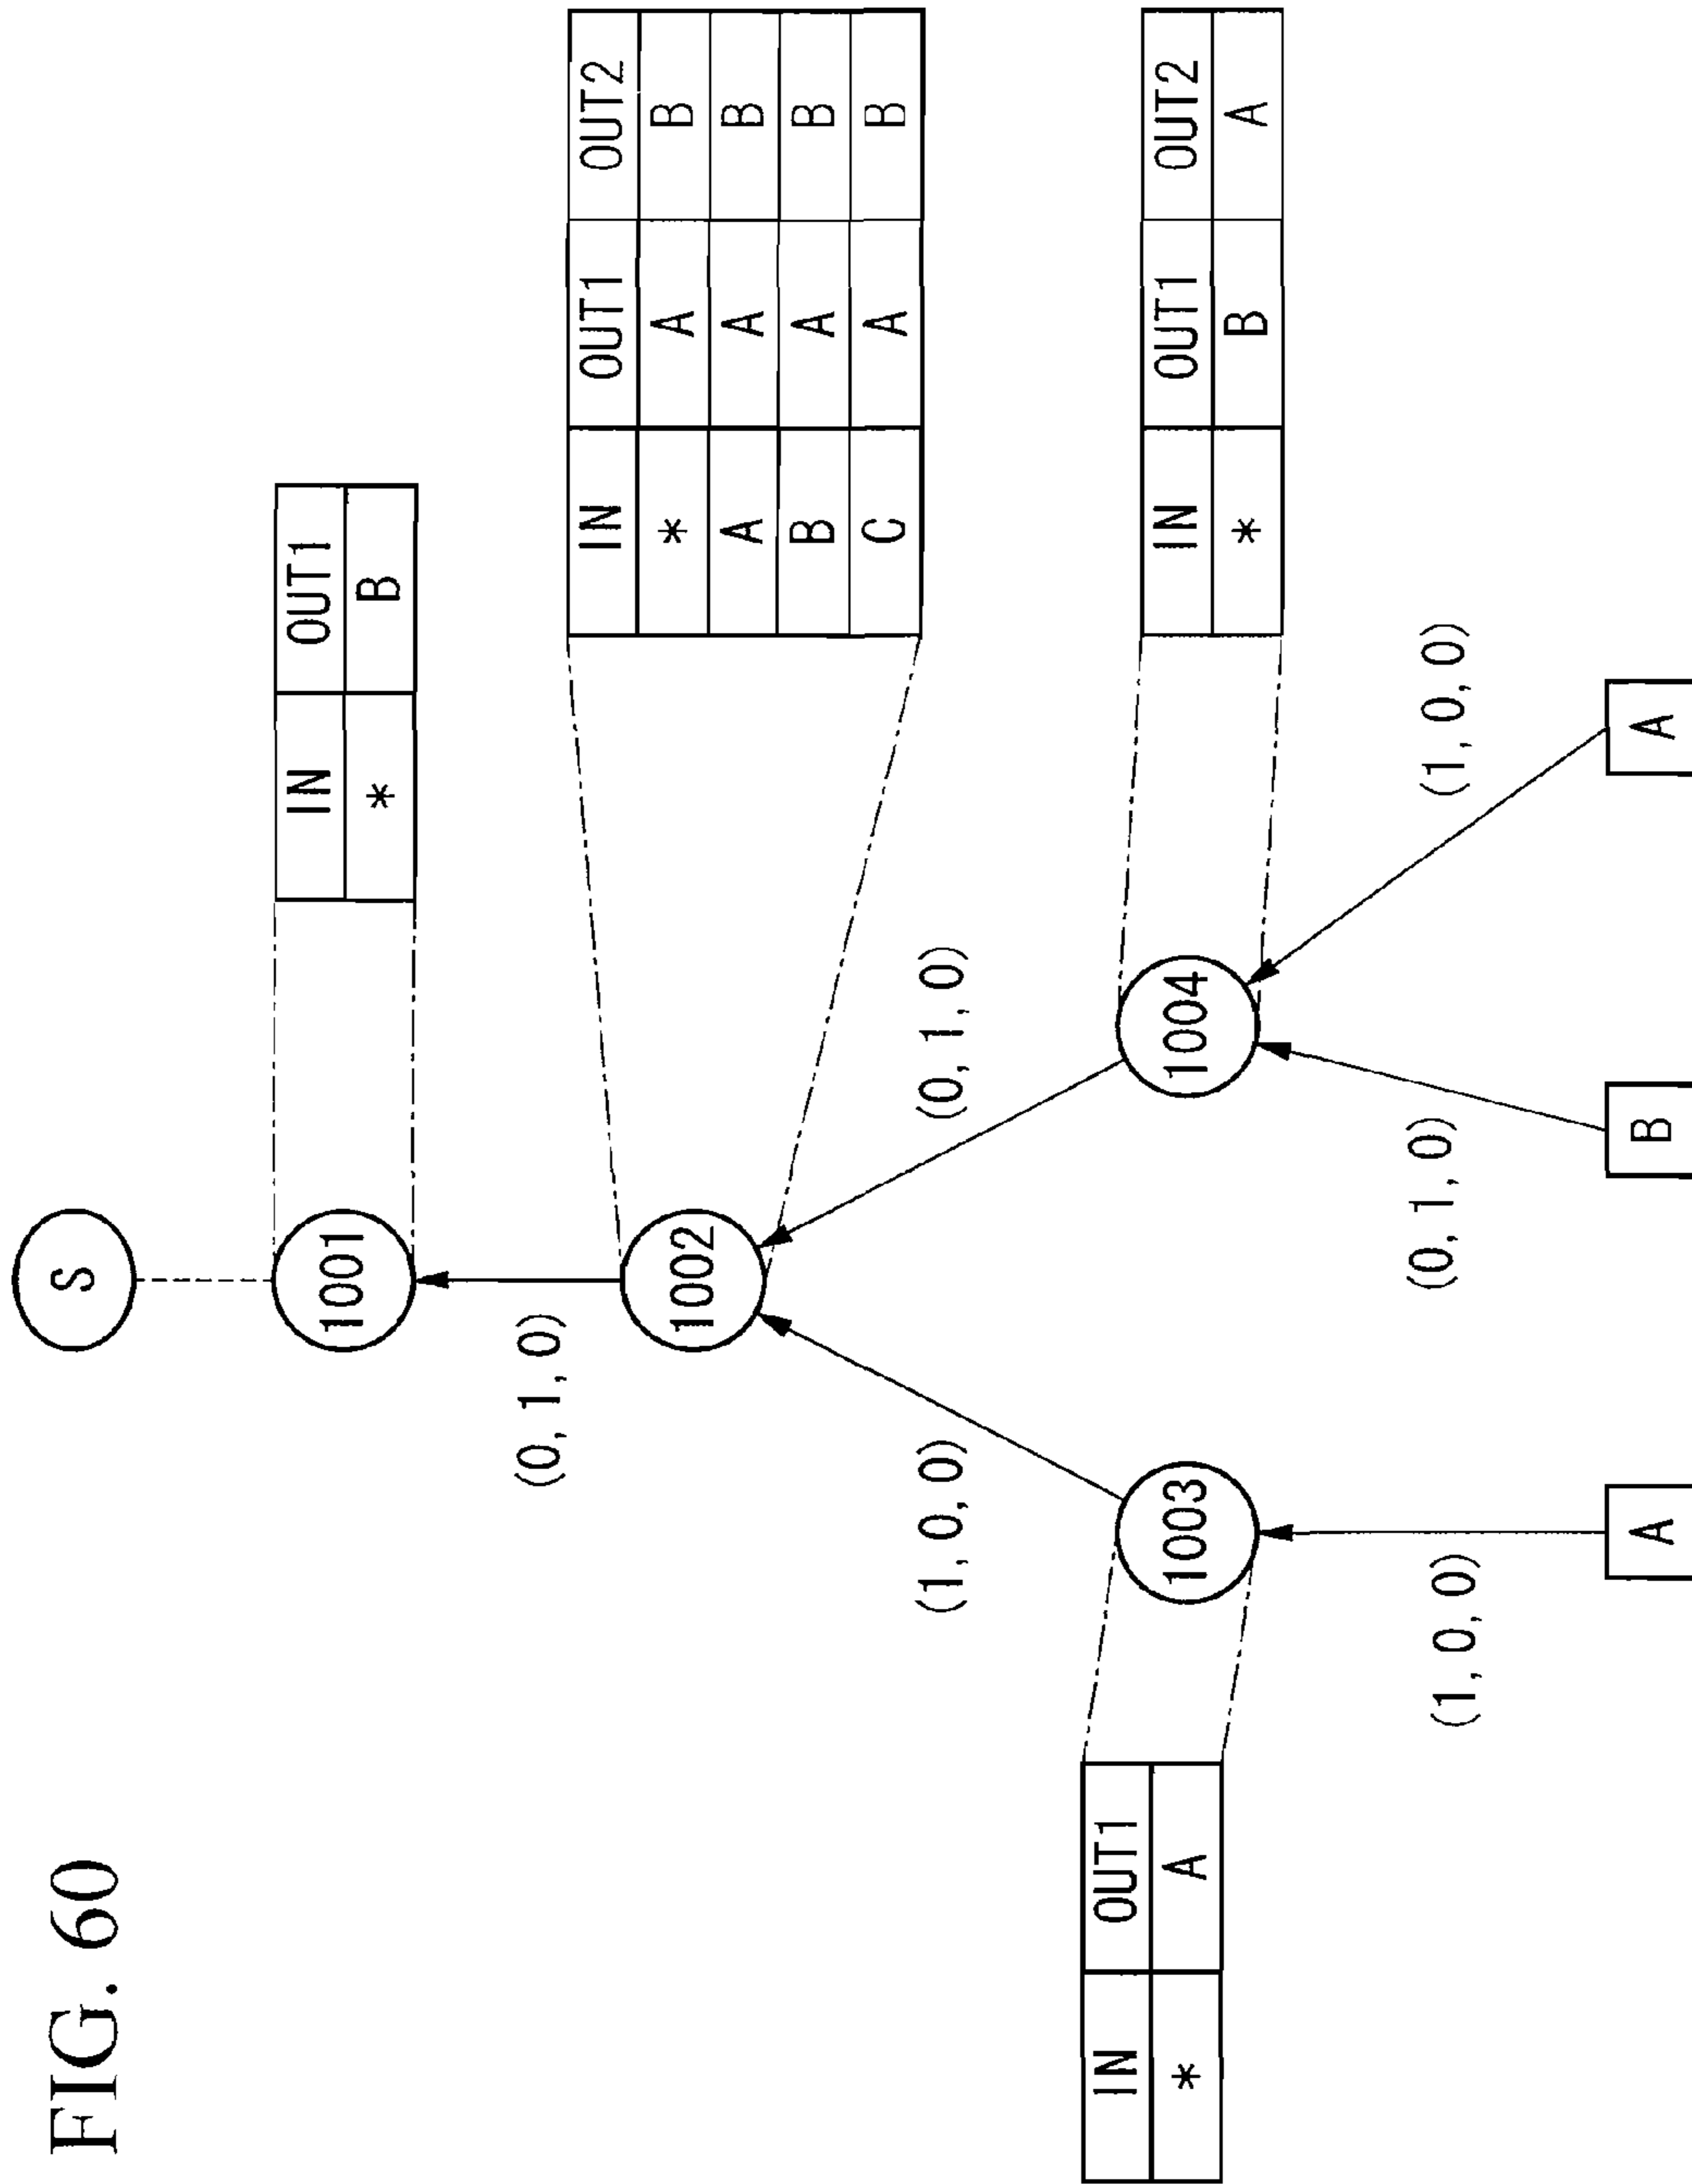 FIG. 60
S
1001
IN OUT1
* B
(0, 1, 0)
1002
IN OUT1 OUT2
* A B
A A B
B A B
C A B
(1, 0, 0)
(0, 1, 0)
IN OUT1
* A
1003
1004
IN OUT1 OUT2
* B A
(1, 0, 0)
(0, 1, 0)
(1, 0, 0)
A
B
A